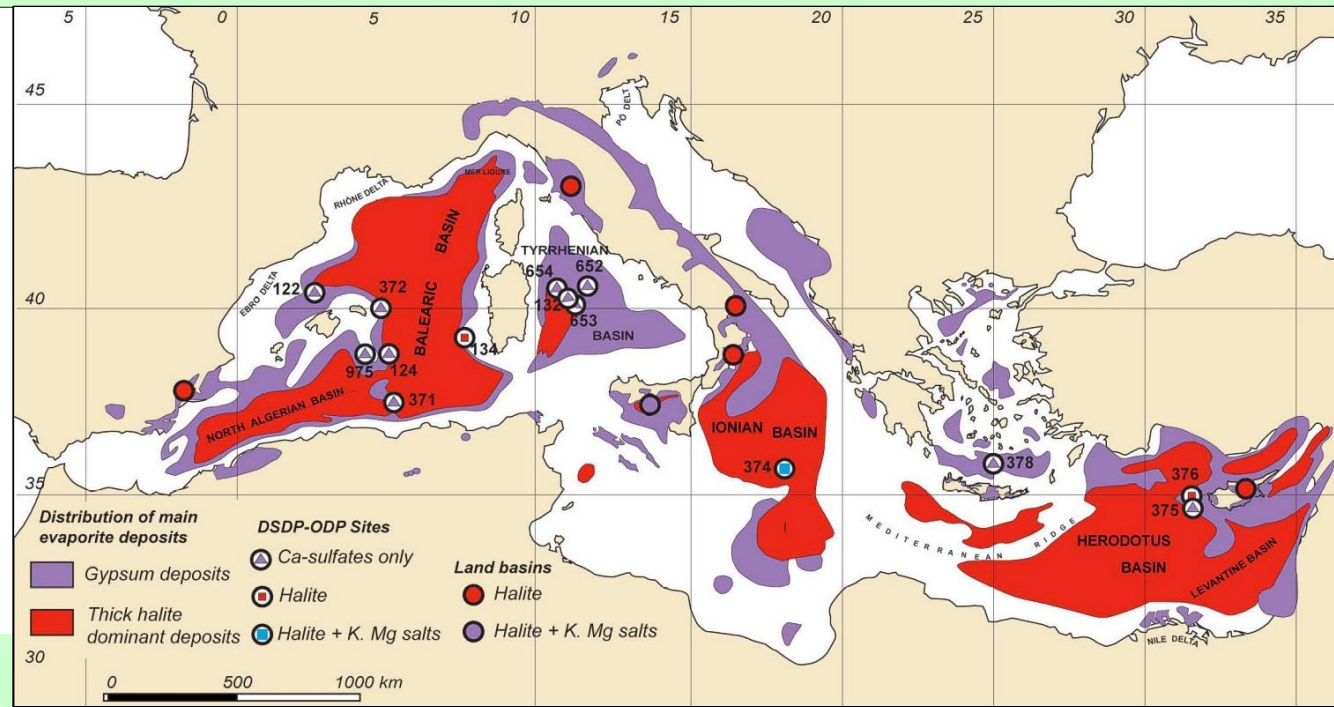 5 0 5 10 15 20 25 30 35
45
PÓ DELT
MER LIGURE
RHÔNE DELTA
BASIN
TYRRHENIAN
654 652
122 372
EBRO DELTA
40
132
653
BASIN
BALEARIC
134
975 124
371
NORTH ALGERIAN BASIN
IONIAN
BASIN
374
378
376
375
35
MEDITERRANEAN RIDGE
HERODOTUS
BASIN
LEVANTINE BASIN
NILE DELTA
Distribution of main
evaporite deposits
Gypsum deposits
Thick halite
dominant deposits
DSDP-ODP Sites
Ca-sulfates only
Halite
Halite + K. Mg salts
Land basins
Halite
Halite + K. Mg salts
30
0 500 1000 km